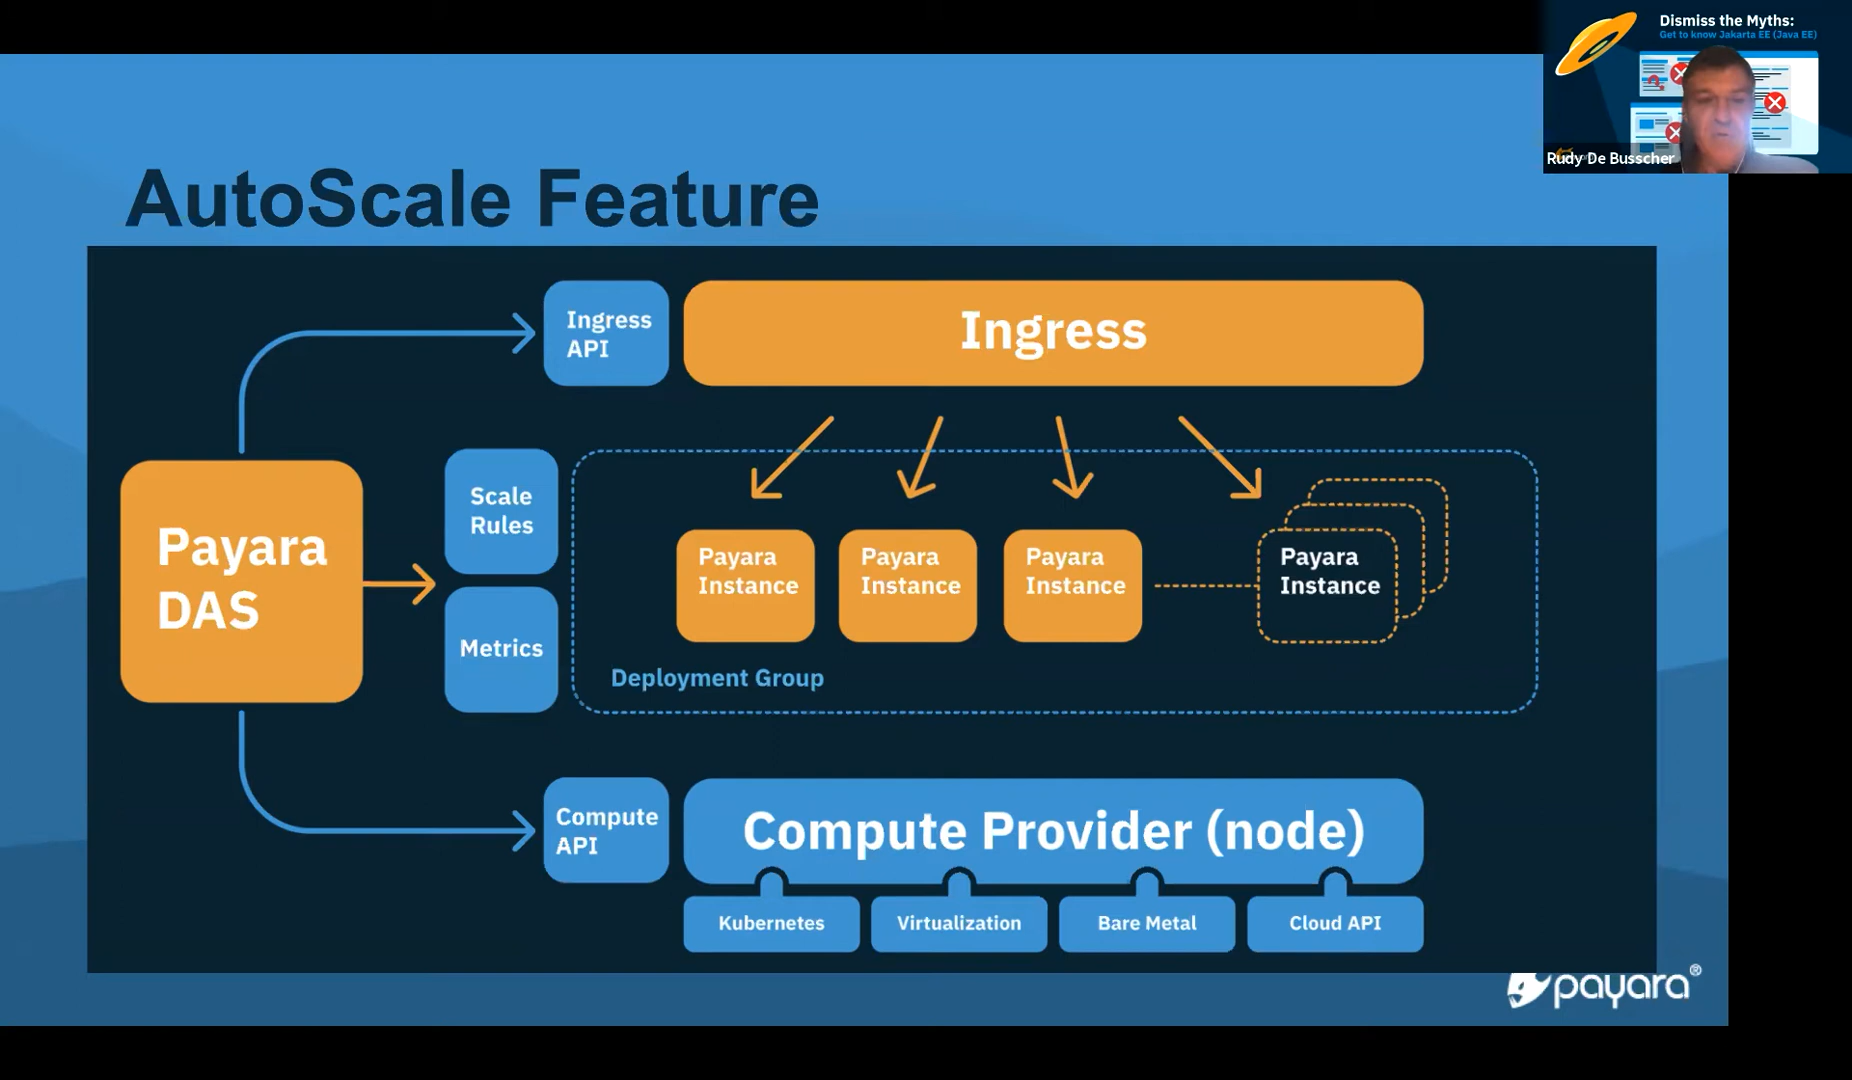 Dismiss the Myths:
Get to know Jakarta EE (Java EE)
Rudy De Busscher
AutoScale Feature
Ingress
API
Ingress
Payara
DAS
Scale
Rules
Metrics
Payara
Instance
Payara
Instance
Payara
Instance
Payara
Instance
Deployment Group
Compute
API
Compute Provider (node)
Kubernetes
Virtualization
Bare Metal
Cloud API
payara®